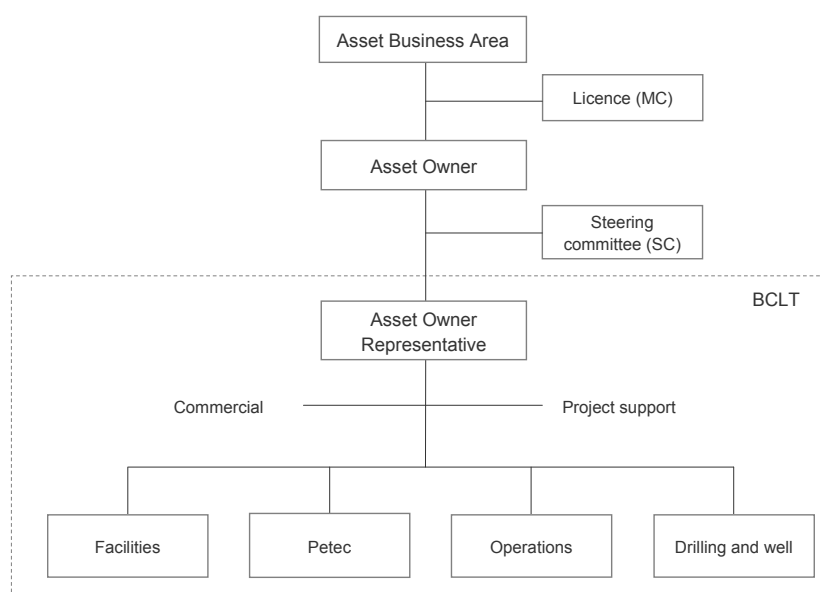 Asset Business Area
Licence (MC)
Asset Owner
Steering
committee (SC)
BCLT
Asset Owner
Representative
Commercial
Project support
Facilities
Petec
Operations
Drilling and well